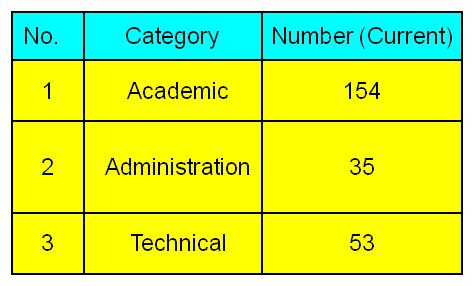 No. Category Number (Current)
1 Academic 154
2 Administration 35
3 Technical 53